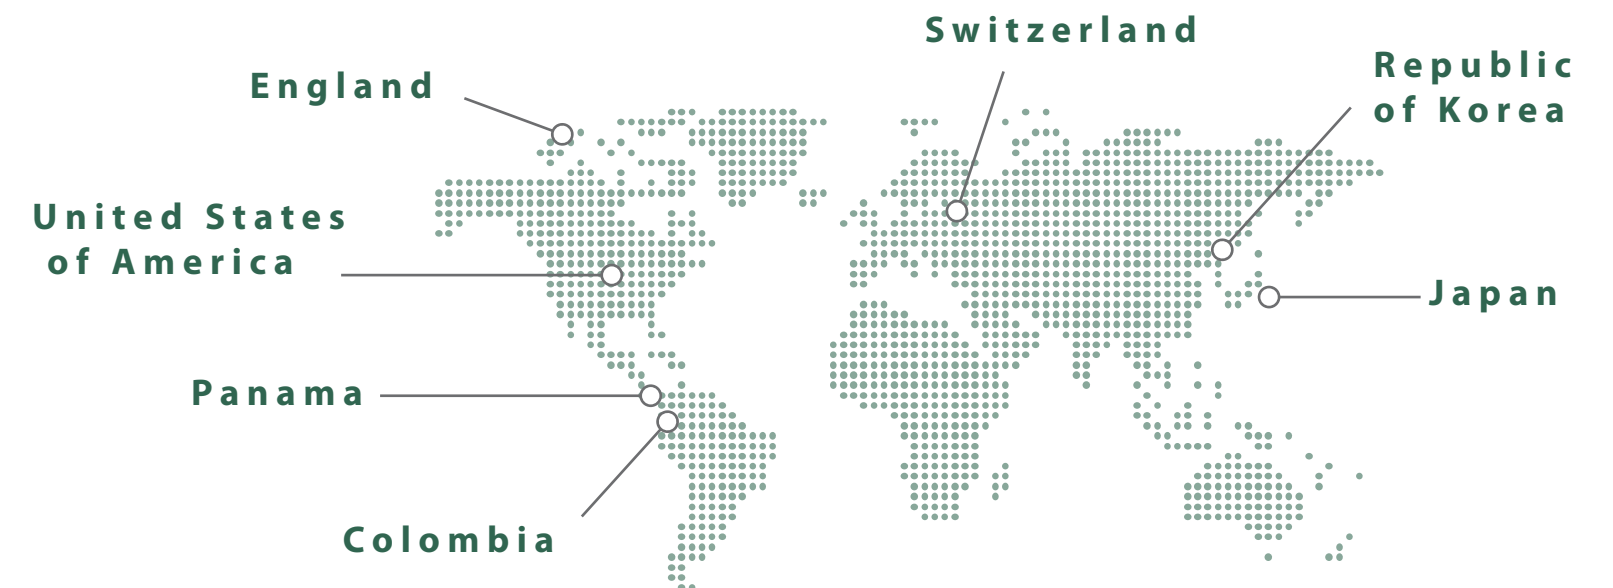 Switzerland
Republic
of Korea
England
United States
of America
Japan
Panama
Colombia